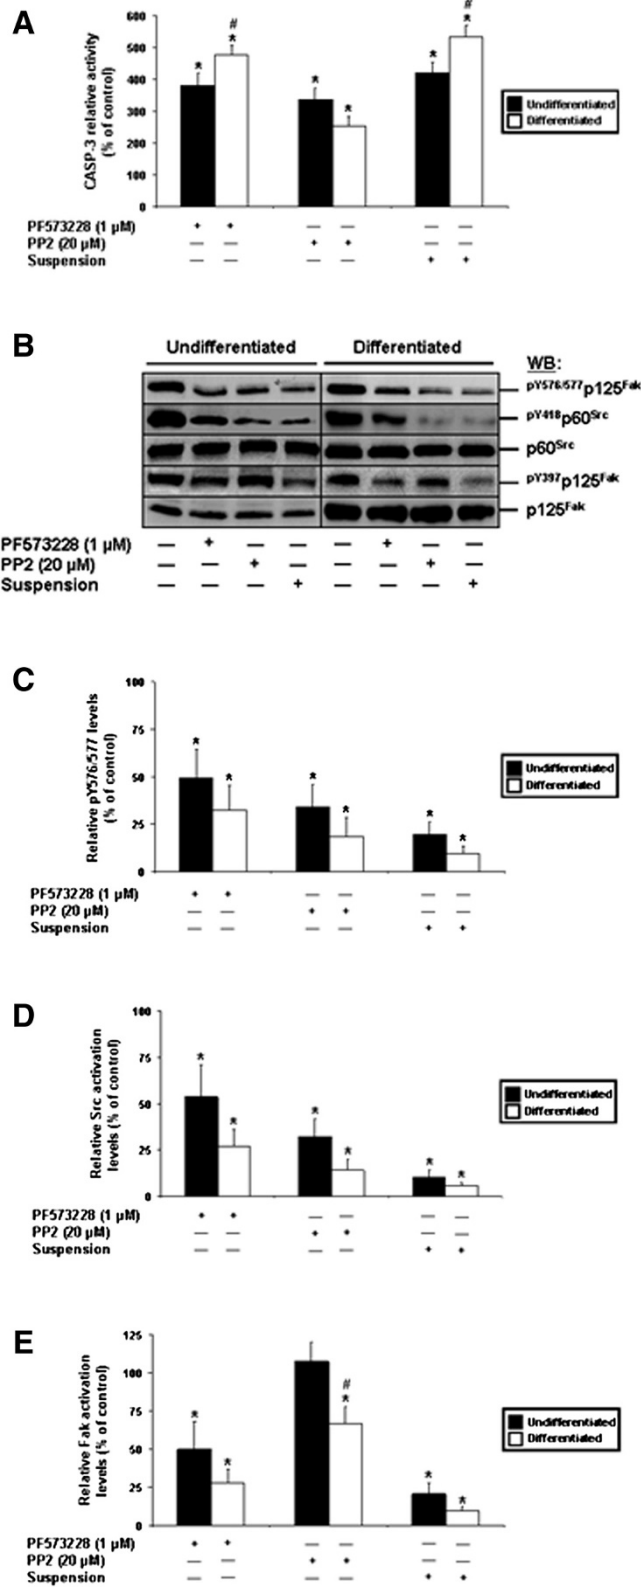 A
CASP-3 relative activity
(% of control)
600
500
400
300
200
100
0
# #
* * * * * *
Undifferentiated
Differentiated
PF573228 (1 µM) + + — — — —
PP2 (20 µM) — — + + — —
Suspension — — — — + +
B
Undifferentiated Differentiated
WB:
pY576/577p125Fak
pY418p60Src
p60Src
pY397p125Fak
p125Fak
PF573228 (1 µM) — + — — — + — —
PP2 (20 µM) — — + — — — + —
Suspension — — — + — — — +
C
Relative pY576/577 levels
(% of control)
100
75
50
25
0
* * * * * *
Undifferentiated
Differentiated
PF573228 (1 µM) + + — — — —
PP2 (20 µM) — — + + — —
Suspension — — — — + +
D
Relative Src activation
levels (% of control)
100
75
50
25
0
* * * * * *
Undifferentiated
Differentiated
PF573228 (1 µM) + + — — — —
PP2 (20 µM) — — + + — —
Suspension — — — — + +
E
Relative Fak activation
levels (% of control)
125
100
75
50
25
0
#
* * * * *
Undifferentiated
Differentiated
PF573228 (1 µM) + + — — — —
PP2 (20 µM) — — + + — —
Suspension — — — — + +